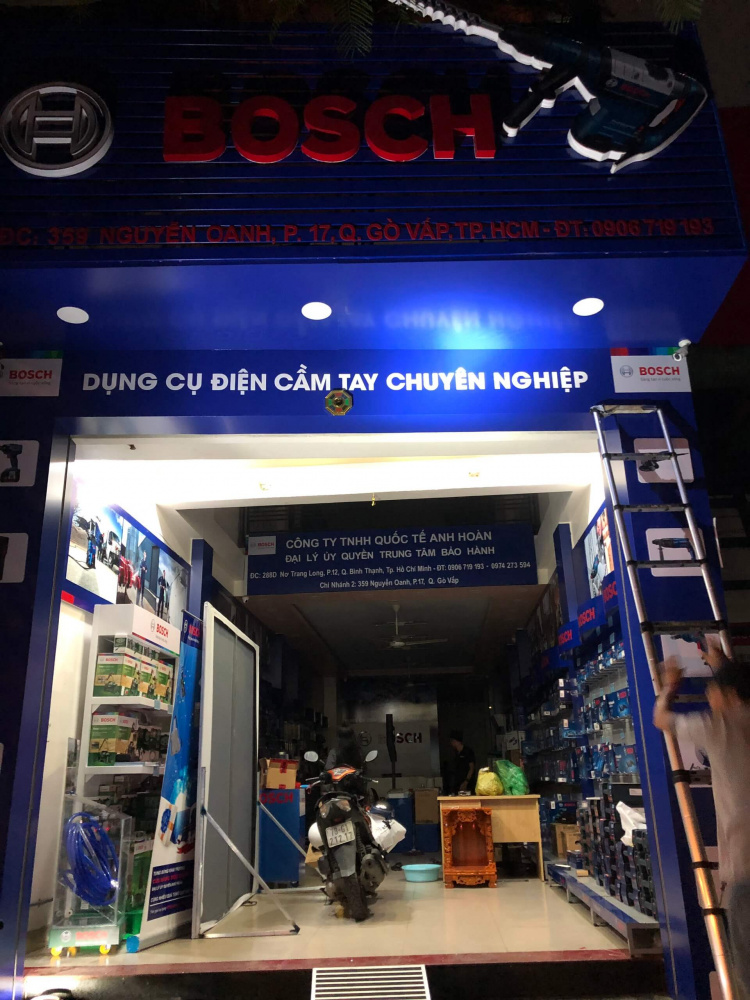 BOSCH
ĐC: 359 NGUYỄN OANH, P. 17, Q. GÒ VẤP, TP. HCM - ĐT: 0906 719 193
BOSCH
DỤNG CỤ ĐIỆN CẦM TAY CHUYÊN NGHIỆP
BOSCH
BOSCH
CÔNG TY TNHH QUỐC TẾ ANH HOÀN
ĐẠI LÝ ỦY QUYỀN TRUNG TÂM BẢO HÀNH
ĐC: 288D Nơ Trang Long, P.12, Q. Bình Thạnh, Tp. Hồ Chí Minh - ĐT: 0906 719 193 - 0974 273 594
Chi Nhánh 2: 359 Nguyễn Oanh, P.17, Q. Gò Vấp
BOSCH
BOSCH
BOSCH
BOSCH
BOSCH